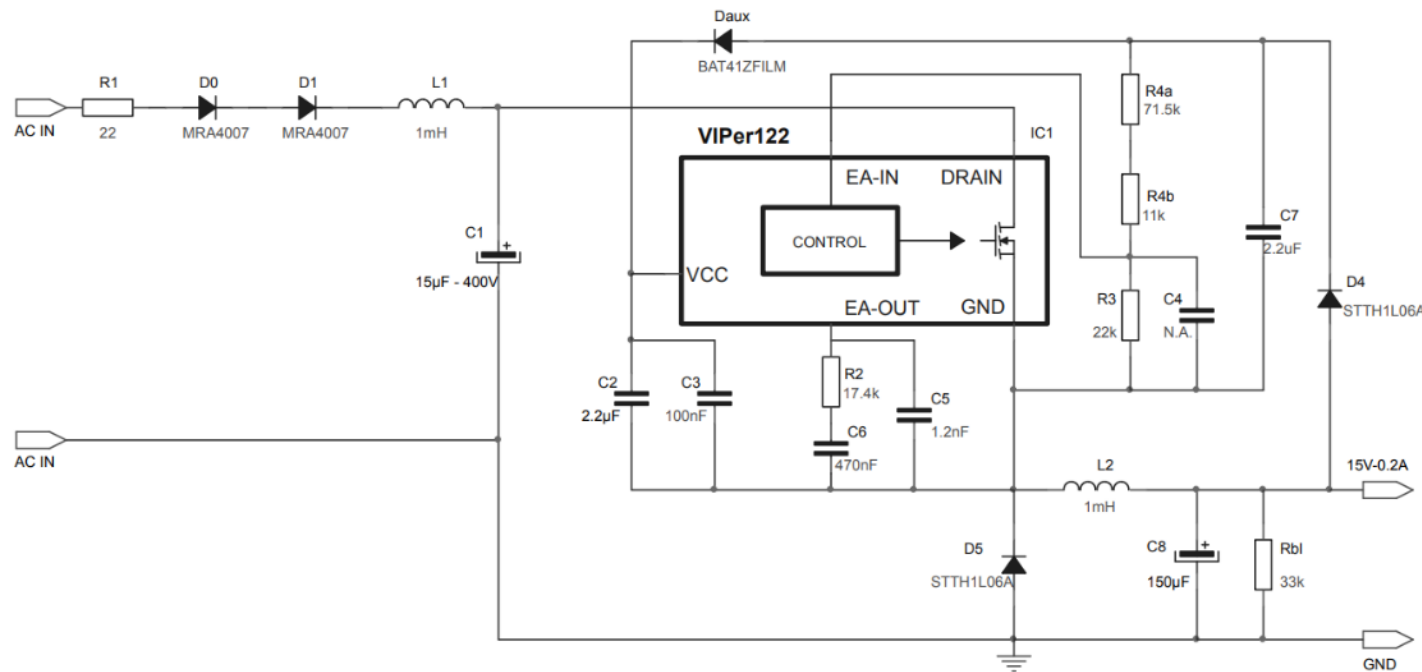 Daux
BAT41ZFILM
R1
D0
D1
L1
AC IN
22
MRA4007
MRA4007
1mH
R4a
71.5k
VIPer122
IC1
EA-IN
DRAIN
R4b
11k
C7
2.2uF
CONTROL
C1
+
15µF - 400V
VCC
D4
STTH1L06A
EA-OUT
GND
R3
22k
C4
N.A.
C2
2.2µF
C3
100nF
R2
17.4k
C5
1.2nF
C6
470nF
AC IN
L2
1mH
15V-0.2A
D5
STTH1L06A
C8
+
150µF
Rbl
33k
GND